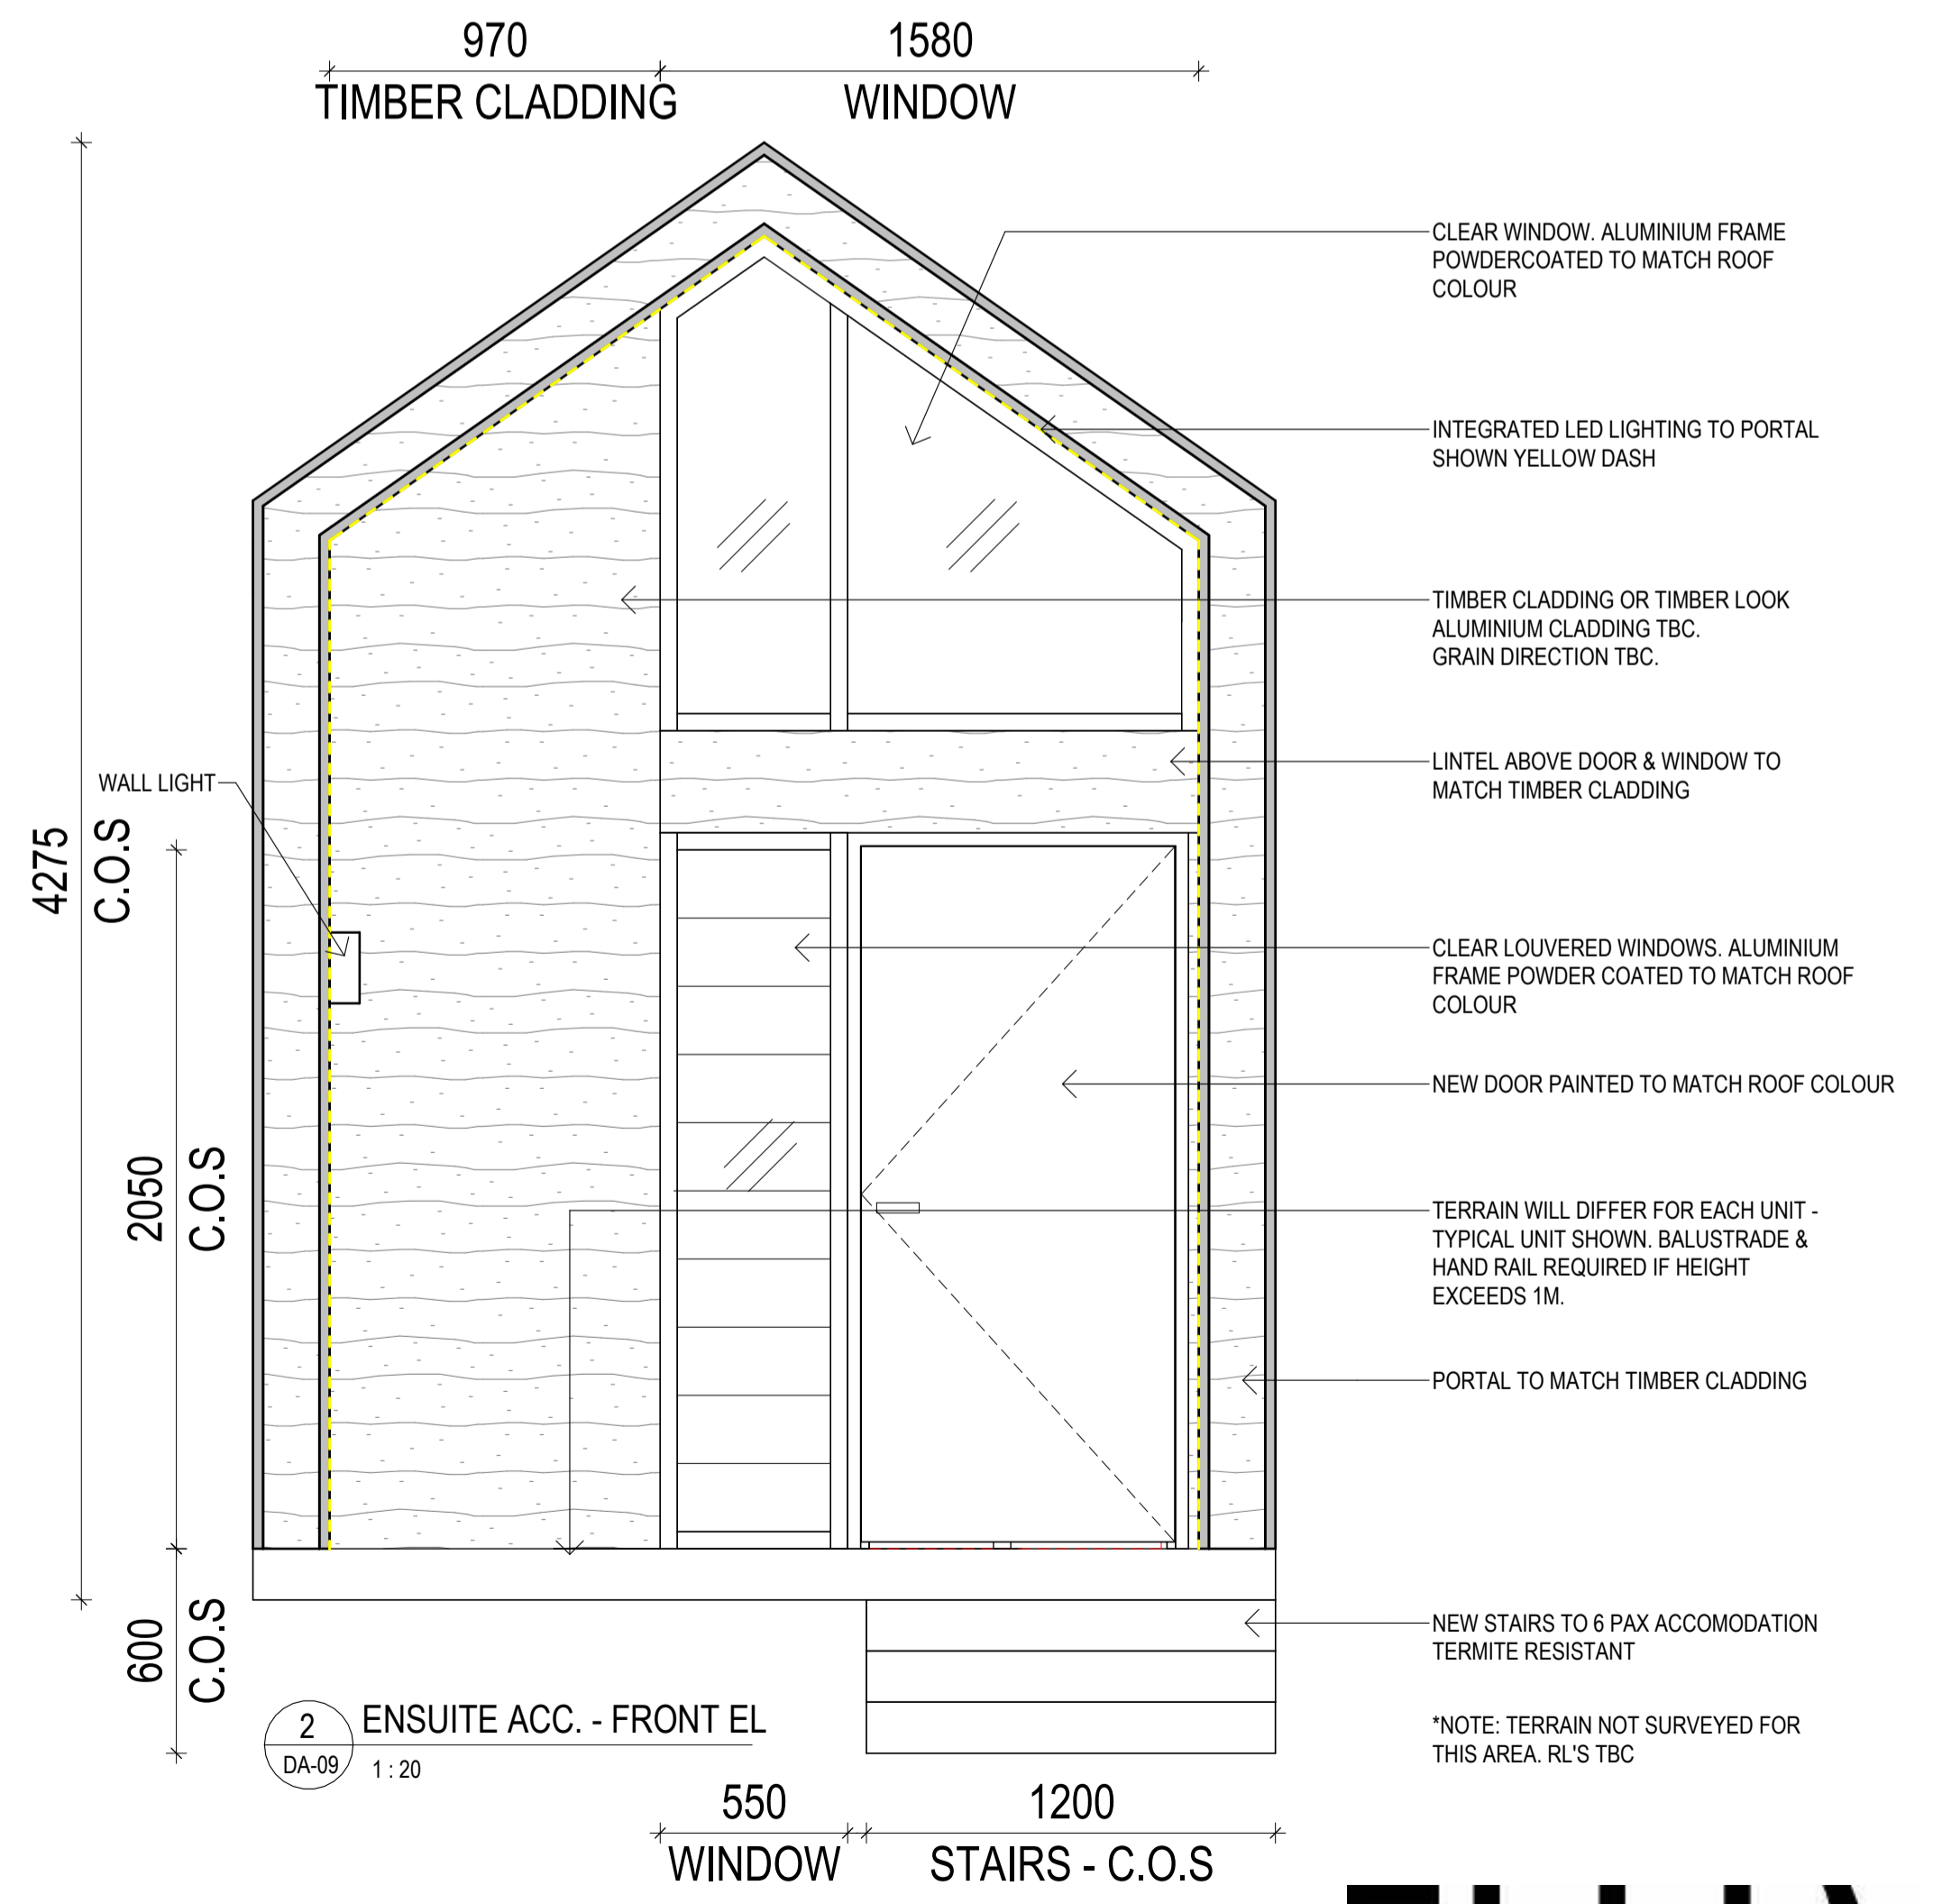 970
1580
TIMBER CLADDING
WINDOW
CLEAR WINDOW. ALUMINIUM FRAME
POWDERCOATED TO MATCH ROOF
COLOUR
INTEGRATED LED LIGHTING TO PORTAL
SHOWN YELLOW DASH
TIMBER CLADDING OR TIMBER LOOK
ALUMINIUM CLADDING TBC.
GRAIN DIRECTION TBC.
LINTEL ABOVE DOOR & WINDOW TO
MATCH TIMBER CLADDING
WALL LIGHT
4275
C.O.S
CLEAR LOUVERED WINDOWS. ALUMINIUM
FRAME POWDER COATED TO MATCH ROOF
COLOUR
NEW DOOR PAINTED TO MATCH ROOF COLOUR
2050
C.O.S
TERRAIN WILL DIFFER FOR EACH UNIT -
TYPICAL UNIT SHOWN. BALUSTRADE &
HAND RAIL REQUIRED IF HEIGHT
EXCEEDS 1M.
PORTAL TO MATCH TIMBER CLADDING
600
C.O.S
NEW STAIRS TO 6 PAX ACCOMODATION
TERMITE RESISTANT
2
ENSUITE ACC. - FRONT EL
DA-09
1 : 20
*NOTE: TERRAIN NOT SURVEYED FOR
THIS AREA. RL'S TBC
550
1200
WINDOW
STAIRS - C.O.S